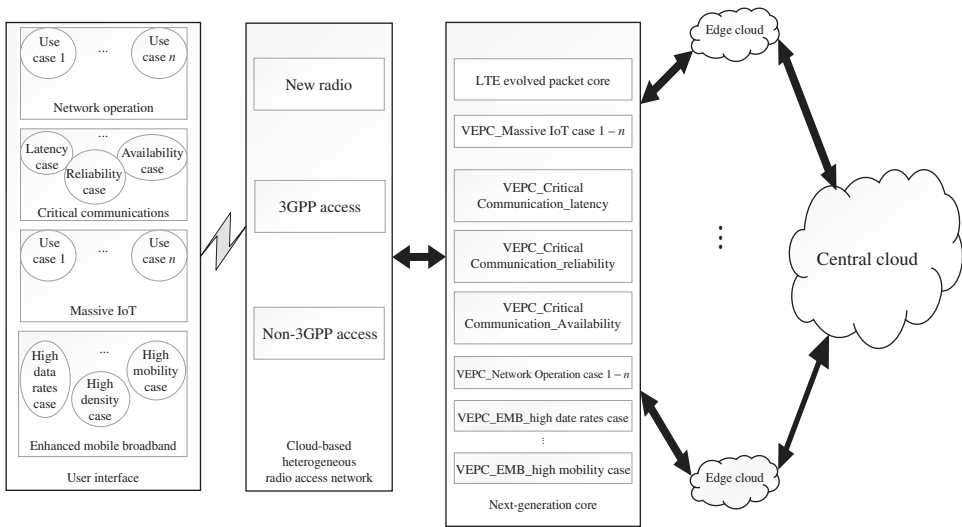 Use
case 1
...
Use
case n
Network operation
...
Latency
case
Reliability
case
Availability
case
Critical communications
Use
case 1
...
Use
case n
Massive IoT
High
data
rates
case
...
High
density
case
High
mobility
case
Enhanced mobile broadband
User interface
New radio
3GPP access
Non-3GPP access
Cloud-based
heterogeneous
radio access network
LTE evolved packet core
VEPC_Massive IoT case 1 – n
VEPC_Critical
Communication_latency
VEPC_Critical
Communication_reliability
VEPC_Critical
Communication_Availability
VEPC_Network Operation case 1 – n
VEPC_EMB_high date rates case
⋮
VEPC_EMB_high mobility case
Next-generation core
Edge cloud
⋮
Central cloud
Edge cloud